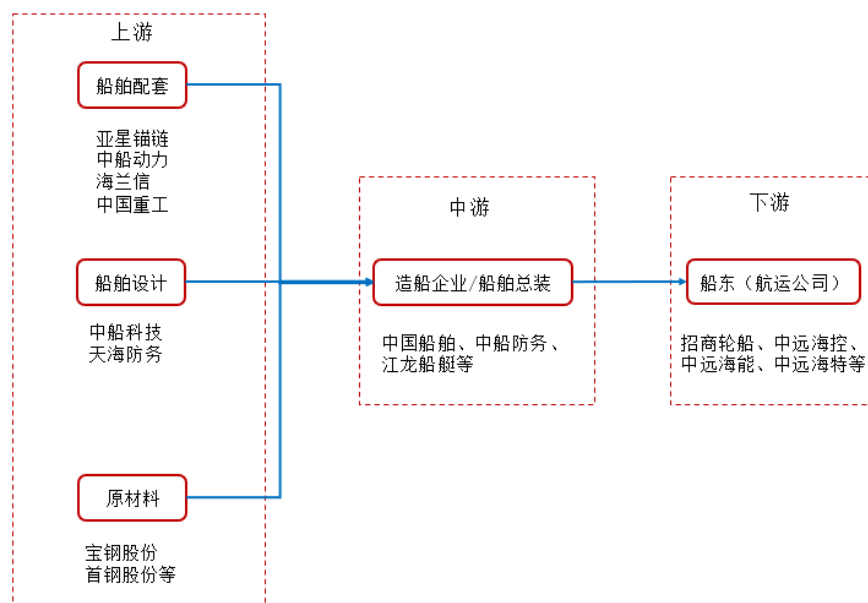 上游
船舶配套
亚星锚链
中船动力
海兰信
中国重工
船舶设计
中船科技
天海防务
原材料
宝钢股份
首钢股份等
中游
造船企业/船舶总装
中国船舶、中船防务、
江龙船艇等
下游
船东（航运公司）
招商轮船、中远海控、
中远海能、中远海特等